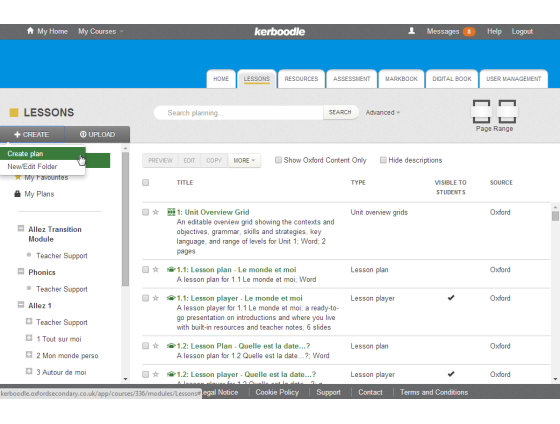 My Home My Courses kerboodle Messages 8 Help Logout
HOME LESSONS RESOURCES ASSESSMENT MARKBOOK DIGITAL BOOK USER MANAGEMENT
LESSONS Search planning... SEARCH Advanced
Page Range
+ CREATE UPLOAD
Create plan
New/Edit Folder
My Favourites
My Plans
Allez Transition
Module
Teacher Support
Phonics
Teacher Support
Allez 1
Teacher Support
1 Tout sur moi
2 Mon monde perso
3 Autour de moi
PREVIEW EDIT COPY MORE Show Oxford Content Only Hide descriptions
TITLE TYPE VISIBLE TO STUDENTS SOURCE
1: Unit Overview Grid Unit overview grids Oxford
An editable overview grid showing the contexts and
objectives, grammar, skills and strategies, key
language, and range of levels for Unit 1; Word; 2
pages
1.1: Lesson plan - Le monde et moi Lesson plan Oxford
A lesson plan for 1.1 Le monde et moi; Word
1.1: Lesson player - Le monde et moi Lesson player Oxford
A lesson player for 1.1 Le monde et moi; a ready-to-
go presentation on introductions and where you live
with built-in resources and teacher notes; 6 slides
1.2: Lesson Plan - Quelle est la date...? Lesson plan Oxford
A lesson plan for 1.2 Quelle est la date...?; Word
1.2: Lesson player - Quelle est la date...? Lesson player Oxford
A lesson player for 1.2 Quelle est la date...?; a
kerboodle.oxfordsecondary.co.uk/app/courses/336/modules/Lessons# egal Notice Cookie Policy Support Contact Terms and Conditions